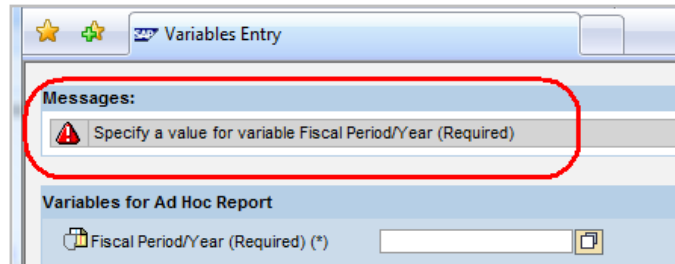 SAP Variables Entry
Messages:
Specify a value for variable Fiscal Period/Year (Required)
Variables for Ad Hoc Report
Fiscal Period/Year (Required) (*)